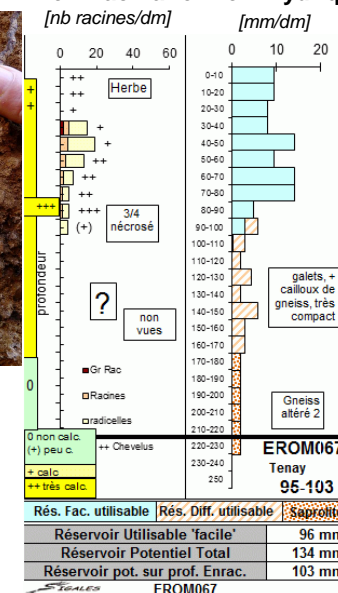 [nb racines/dm] [mm/dm]
0 20 40 60 0 10 20
++ 0-10
+ ++ Herbe 10-20
+ + 20-30
+ 30-40
+ 40-50
++ 50-60
++ 60-70
++ 70-80
+++ +++ 3/4 80-90
(+) nécrosé 90-100
100-110
110-120
profondeur 120-130 galets, +
? 130-140 cailloux de
non 140-150 gneiss, très
vues 150-160 compact
160-170
170-180
0 Gr Rac 180-190
Racines 190-200 Gneiss
200-210 altéré 2
radicelles 210-220
0 non calc. ++ Chevelus 220-230 EROM067
(+) peu c. 230-240 Tenay
+ calc 250 95-103
++ très calc.
Rés. Fac. utilisable Rés. Diff. utilisable Saprolite
Réservoir Utilisable 'facile' 96 mm
Réservoir Potentiel Total 134 mm
Réservoir pot. sur prof. Enrac. 103 mm
SIGALES EROM067